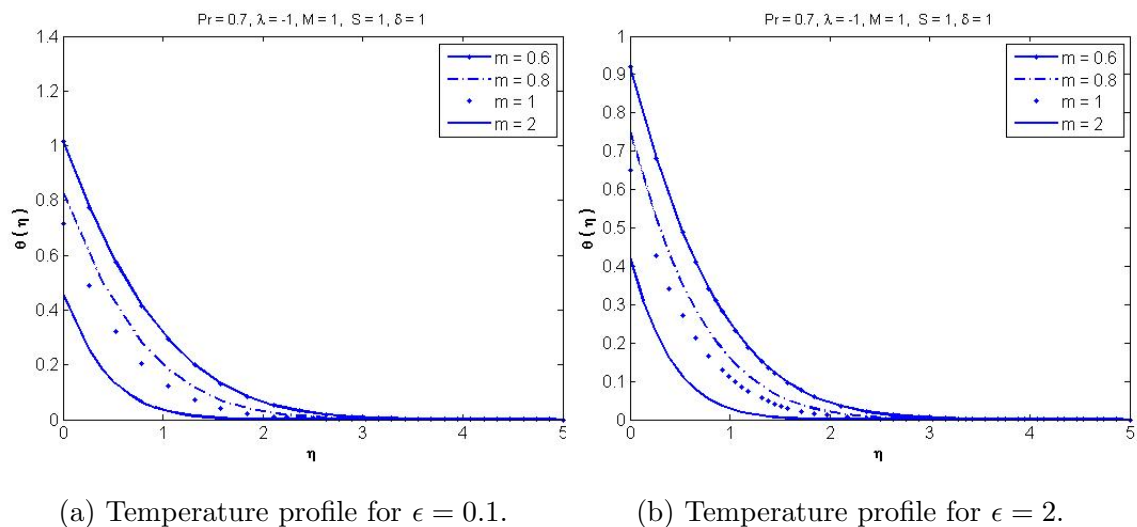 Pr = 0.7, λ = -1, M = 1, S = 1, δ = 1
1.4
1.2
1
0.8
0.6
0.4
0.2
0
θ ( η )
0 1 2 3 4 5
η
m = 0.6
m = 0.8
m = 1
m = 2
(a) Temperature profile for ϵ = 0.1.
Pr = 0.7, λ = -1, M = 1, S = 1, δ = 1
1
0.9
0.8
0.7
0.6
0.5
0.4
0.3
0.2
0.1
0
θ ( η )
0 1 2 3 4 5
η
m = 0.6
m = 0.8
m = 1
m = 2
(b) Temperature profile for ϵ = 2.